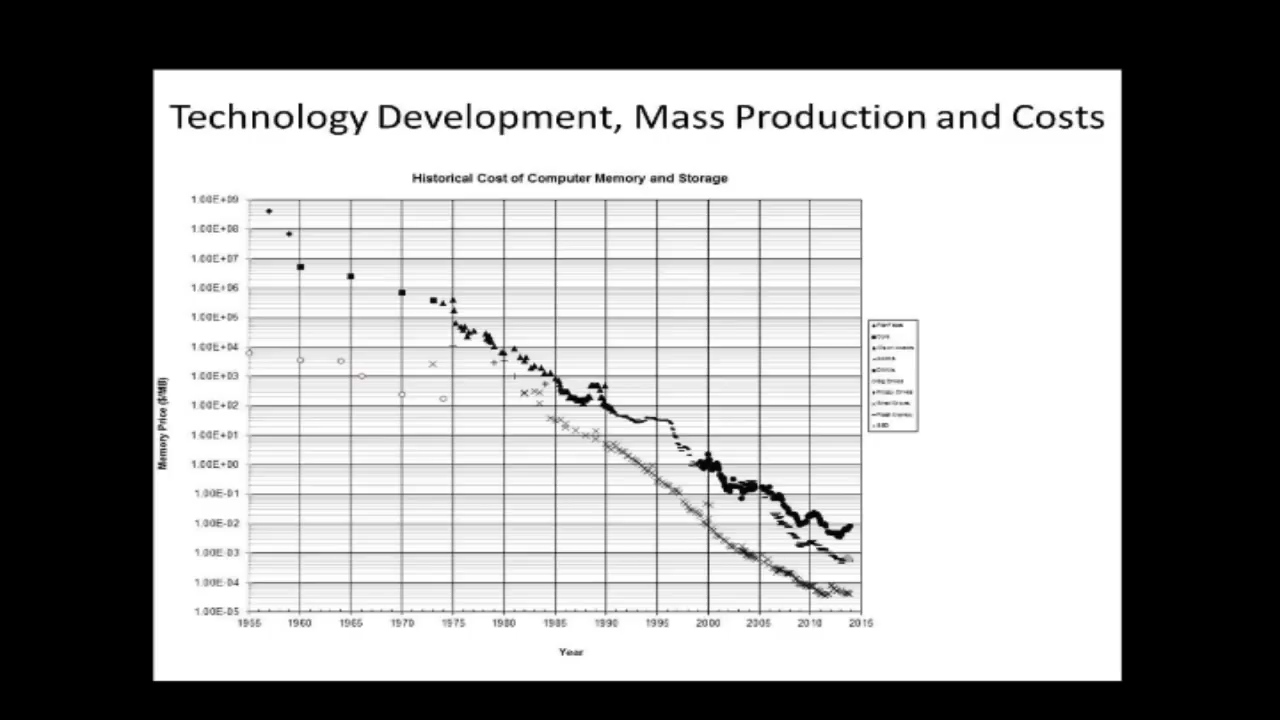 Technology Development, Mass Production and Costs
Historical Cost of Computer Memory and Storage
1.00E+09
1.00E+08
1.00E+07
1.00E+06
1.00E+05
1.00E+04
1.00E+03
1.00E+02
1.00E+01
1.00E+00
1.00E-01
1.00E-02
1.00E-03
1.00E-04
1.00E-05
Memory Price ($/MB)
1955 1960 1965 1970 1975 1980 1985 1990 1995 2000 2005 2010 2015
Year